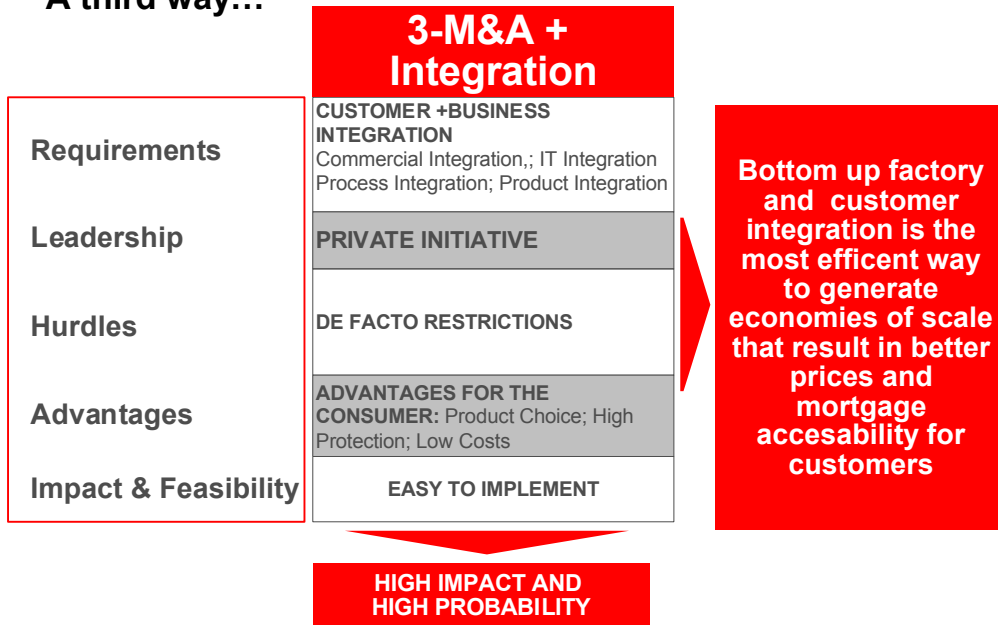 A third way…
3-M&A +
Integration
Requirements
CUSTOMER +BUSINESS
INTEGRATION
Commercial Integration,; IT Integration
Process Integration; Product Integration
Leadership
PRIVATE INITIATIVE
Hurdles
DE FACTO RESTRICTIONS
Advantages
ADVANTAGES FOR THE
CONSUMER: Product Choice; High
Protection; Low Costs
Impact & Feasibility
EASY TO IMPLEMENT
Bottom up factory
and customer
integration is the
most efficent way
to generate
economies of scale
that result in better
prices and
mortgage
accesability for
customers
HIGH IMPACT AND
HIGH PROBABILITY